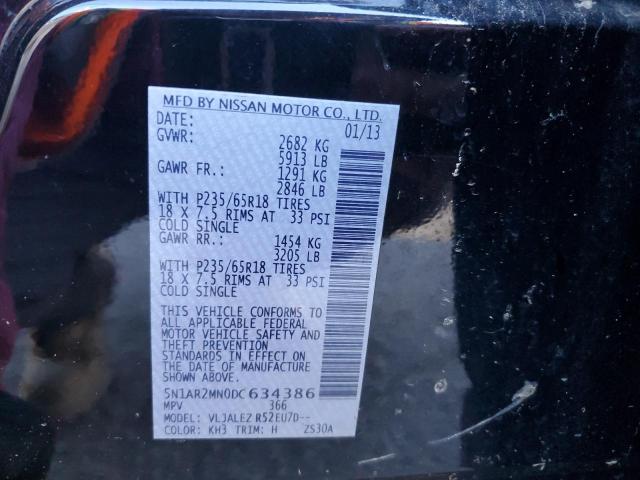 MFD BY NISSAN MOTOR CO., LTD.
DATE: 01/13
GVWR: 2682 KG
5913 LB
GAWR FR.: 1291 KG
2846 LB
WITH P235/65R18 TIRES
18 X 7.5 RIMS AT 33 PSI
COLD SINGLE
GAWR RR.: 1454 KG
3205 LB
WITH P235/65R18 TIRES
18 X 7.5 RIMS AT 33 PSI
COLD SINGLE
THIS VEHICLE CONFORMS TO
ALL APPLICABLE FEDERAL
MOTOR VEHICLE SAFETY AND
THEFT PREVENTION
STANDARDS IN EFFECT ON
THE DATE OF MANUFACTURE
SHOWN ABOVE.
5N1AR2MN0DC634386
MPV 366
MODEL: VLJALEZ R52EU7D--
COLOR: KH3 TRIM: H ZS30A